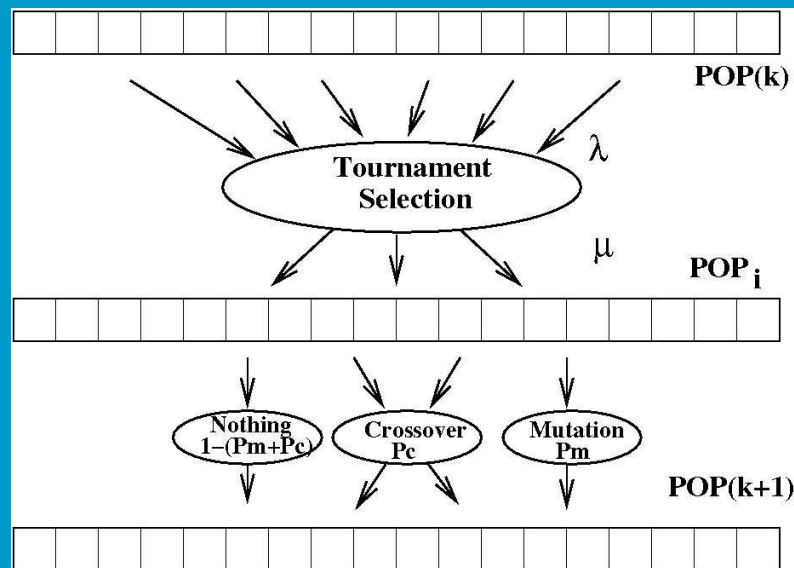 POP(k)
λ
Tournament
Selection
μ
POP i
Nothing
1-(Pm+Pc)
Crossover
Pc
Mutation
Pm
POP(k+1)